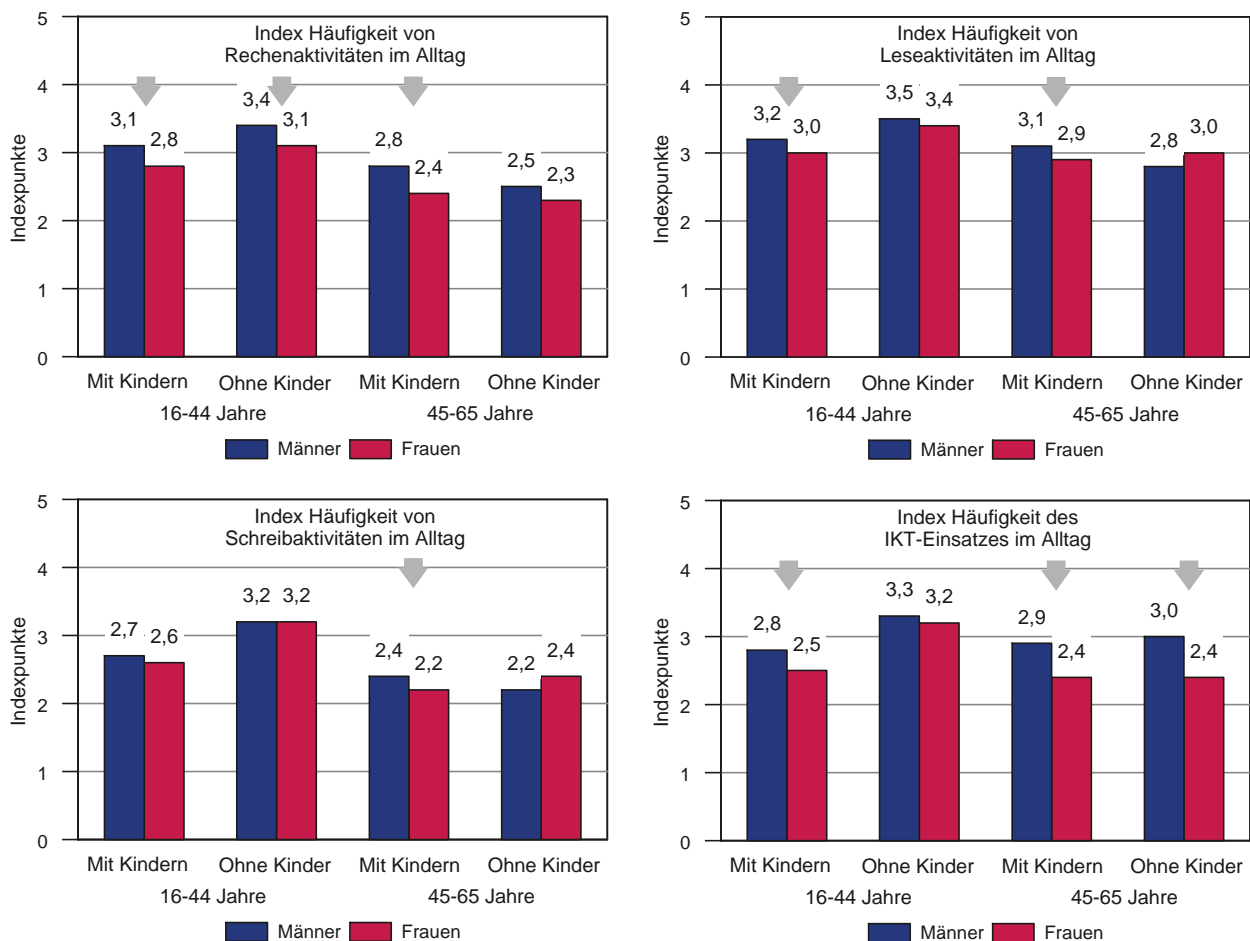 Index Häufigkeit von
Rechenaktivitäten im Alltag
Indexpunkte
5
4
3
2
1
0
3,1
2,8
3,4
3,1
2,8
2,4
2,5
2,3
Mit Kindern Ohne Kinder Mit Kindern Ohne Kinder
16-44 Jahre 45-65 Jahre
Männer Frauen
Index Häufigkeit von
Leseaktivitäten im Alltag
Indexpunkte
5
4
3
2
1
0
3,2
3,0
3,5
3,4
3,1
2,9
2,8
3,0
Mit Kindern Ohne Kinder Mit Kindern Ohne Kinder
16-44 Jahre 45-65 Jahre
Männer Frauen
Index Häufigkeit von
Schreibaktivitäten im Alltag
Indexpunkte
5
4
3
2
1
0
2,7
2,6
3,2
3,2
2,4
2,2
2,2
2,4
Mit Kindern Ohne Kinder Mit Kindern Ohne Kinder
16-44 Jahre 45-65 Jahre
Männer Frauen
Index Häufigkeit des
IKT-Einsatzes im Alltag
Indexpunkte
5
4
3
2
1
0
2,8
2,5
3,3
3,2
2,9
2,4
3,0
2,4
Mit Kindern Ohne Kinder Mit Kindern Ohne Kinder
16-44 Jahre 45-65 Jahre
Männer Frauen